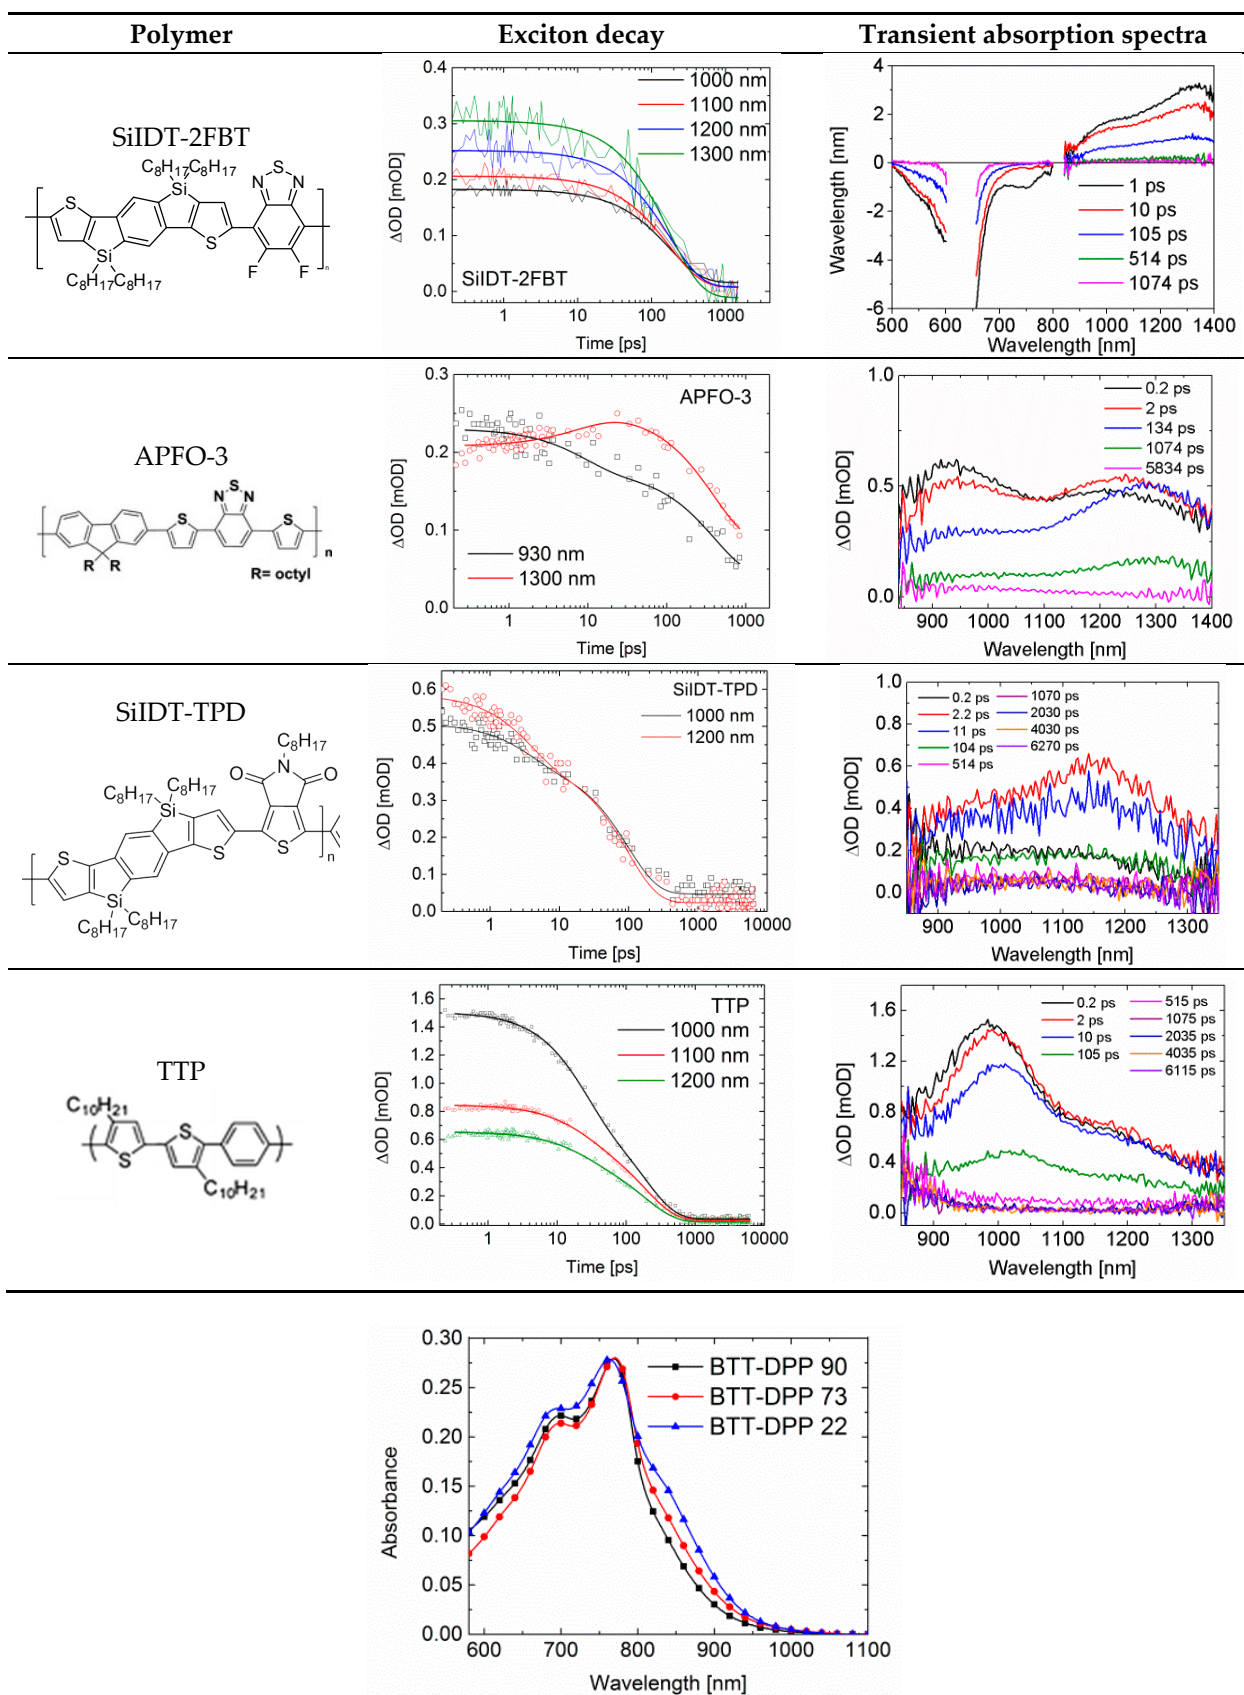 Polymer Exciton decay Transient absorption spectra
SiIDT-2FBT
C₈H₁₇ C₈H₁₇
Si
S
N S N
S
Si
F F
n
C₈H₁₇ C₈H₁₇
0.4
0.3
0.2
0.1
0.0
ΔOD [mOD]
1000 nm
1100 nm
1200 nm
1300 nm
SiIDT-2FBT
1 10 100 1000
Time [ps]
4
2
0
-2
-4
-6
Wavelength [nm]
1 ps
10 ps
105 ps
514 ps
1074 ps
500 600 700 800 1000 1200 1400
Wavelength [nm]
APFO-3
S
N N
S S
n
R R
R= octyl
0.3
0.2
0.1
0.0
ΔOD [mOD]
APFO-3
930 nm
1300 nm
1 10 100 1000
Time [ps]
1.0
0.5
0.0
ΔOD [mOD]
0.2 ps
2 ps
134 ps
1074 ps
5834 ps
900 1000 1100 1200 1300 1400
Wavelength [nm]
SiIDT-TPD
C₈H₁₇
N
O O
C₈H₁₇
C₈H₁₇
Si
S S
n
S
Si
C₈H₁₇ C₈H₁₇
0.6
0.5
0.4
0.3
0.2
0.1
0.0
ΔOD [mOD]
SiIDT-TPD
1000 nm
1200 nm
1 10 100 1000 10000
Time [ps]
1.0
0.8
0.6
0.4
0.2
0.0
ΔOD [mOD]
0.2 ps 1070 ps
2.2 ps 2030 ps
11 ps 4030 ps
104 ps 6270 ps
514 ps
900 1000 1100 1200 1300
Wavelength [nm]
TTP
C₁₀H₂₁
S
S
C₁₀H₂₁
n
1.6
1.4
1.2
1.0
0.8
0.6
0.4
0.2
0.0
ΔOD [mOD]
TTP
1000 nm
1100 nm
1200 nm
1 10 100 1000 10000
Time [ps]
1.6
1.2
0.8
0.4
0.0
ΔOD [mOD]
0.2 ps 515 ps
2 ps 1075 ps
10 ps 2035 ps
105 ps 4035 ps
6115 ps
900 1000 1100 1200 1300
Wavelength [nm]
0.30
0.25
0.20
0.15
0.10
0.05
0.00
Absorbance
BTT-DPP 90
BTT-DPP 73
BTT-DPP 22
600 700 800 900 1000 1100
Wavelength [nm]